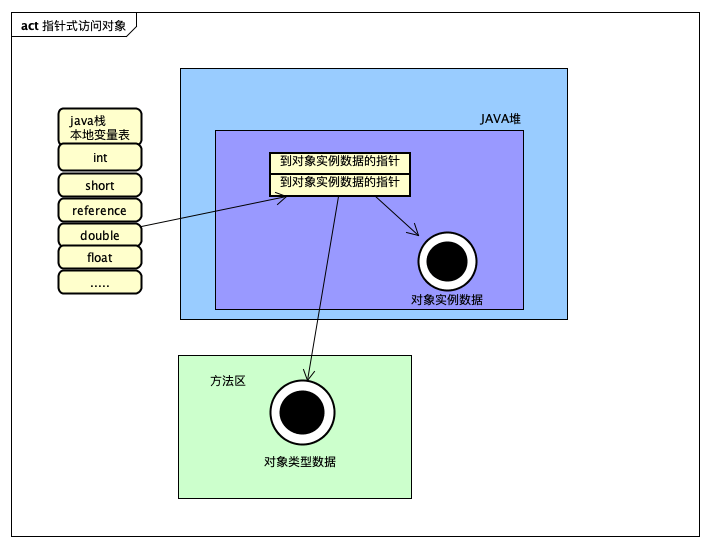 act 指针式访问对象
JAVA堆
java栈
本地变量表
int
short
reference
double
float
.....
到对象实例数据的指针
到对象实例数据的指针
对象实例数据
方法区
对象类型数据